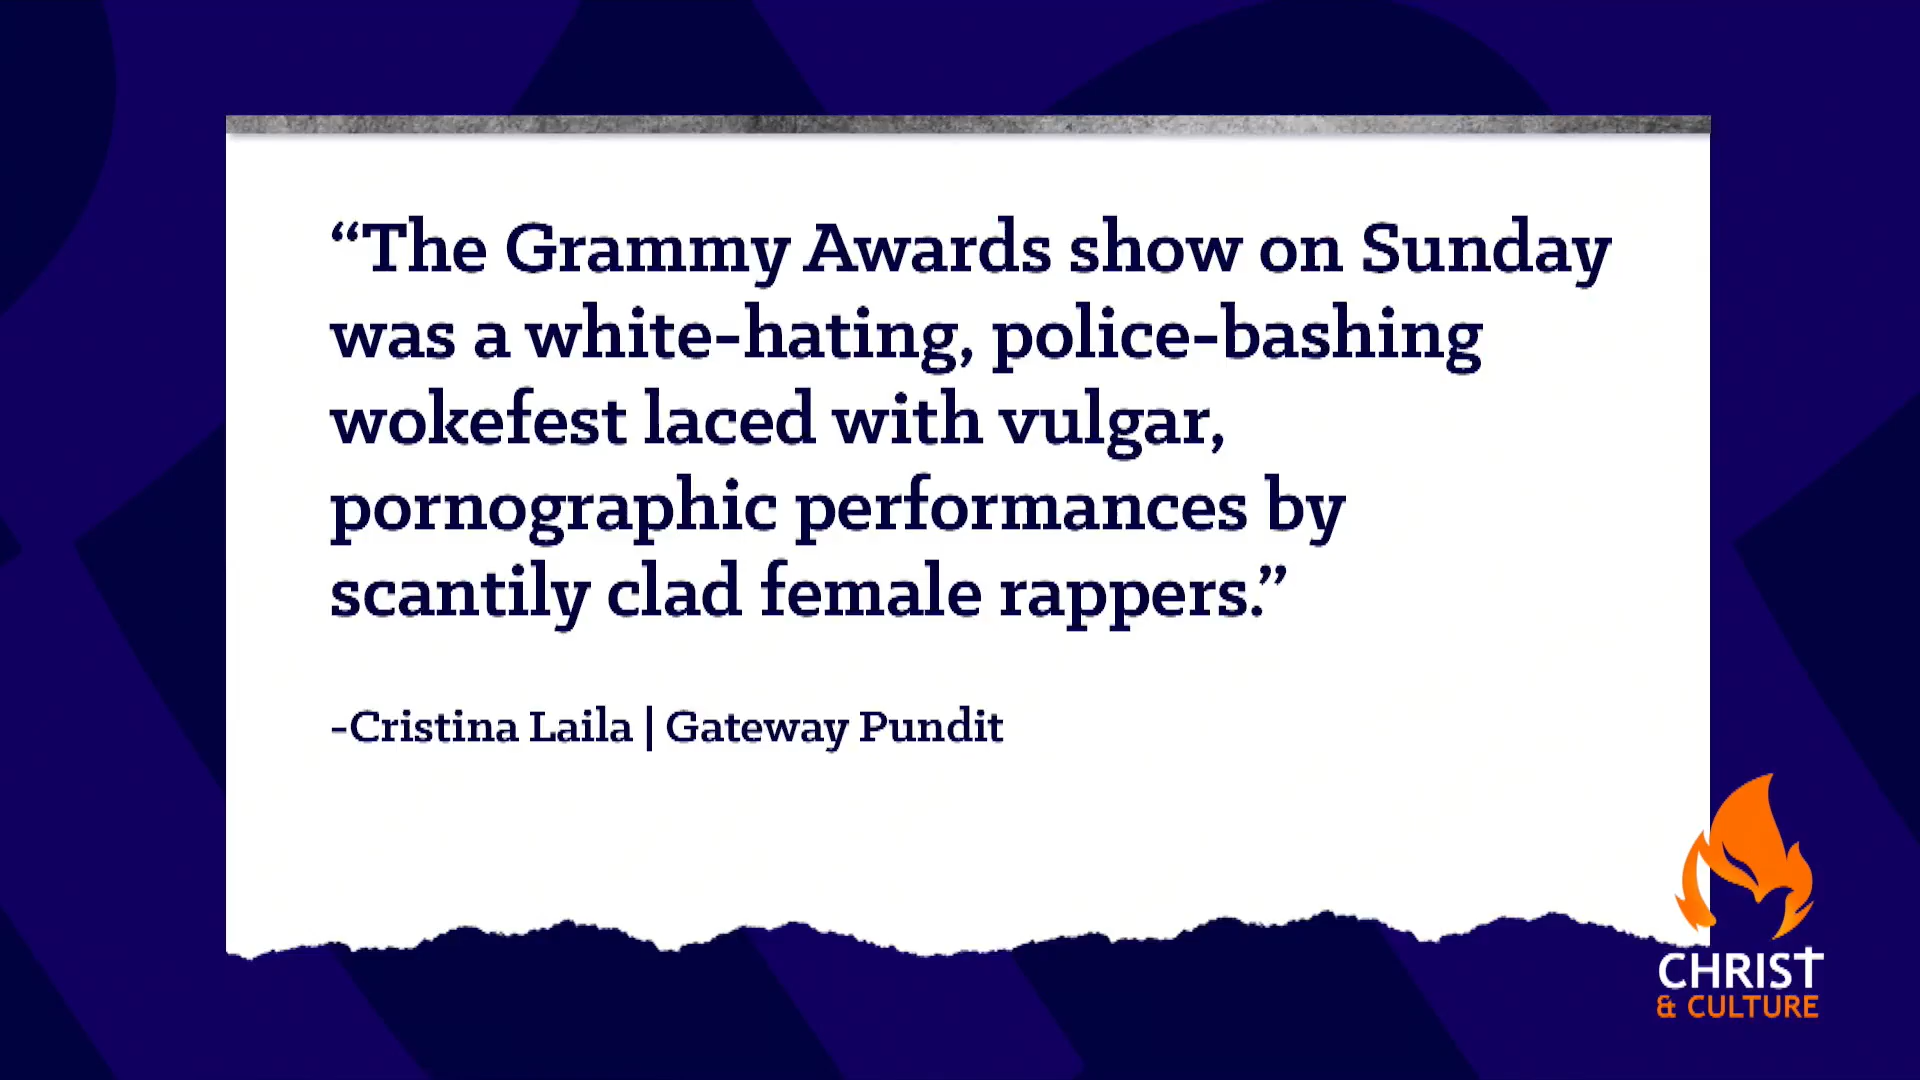 “The Grammy Awards show on Sunday
was a white-hating, police-bashing
wokefest laced with vulgar,
pornographic performances by
scantily clad female rappers.”
-Cristina Laila | Gateway Pundit
CHRIST
& CULTURE